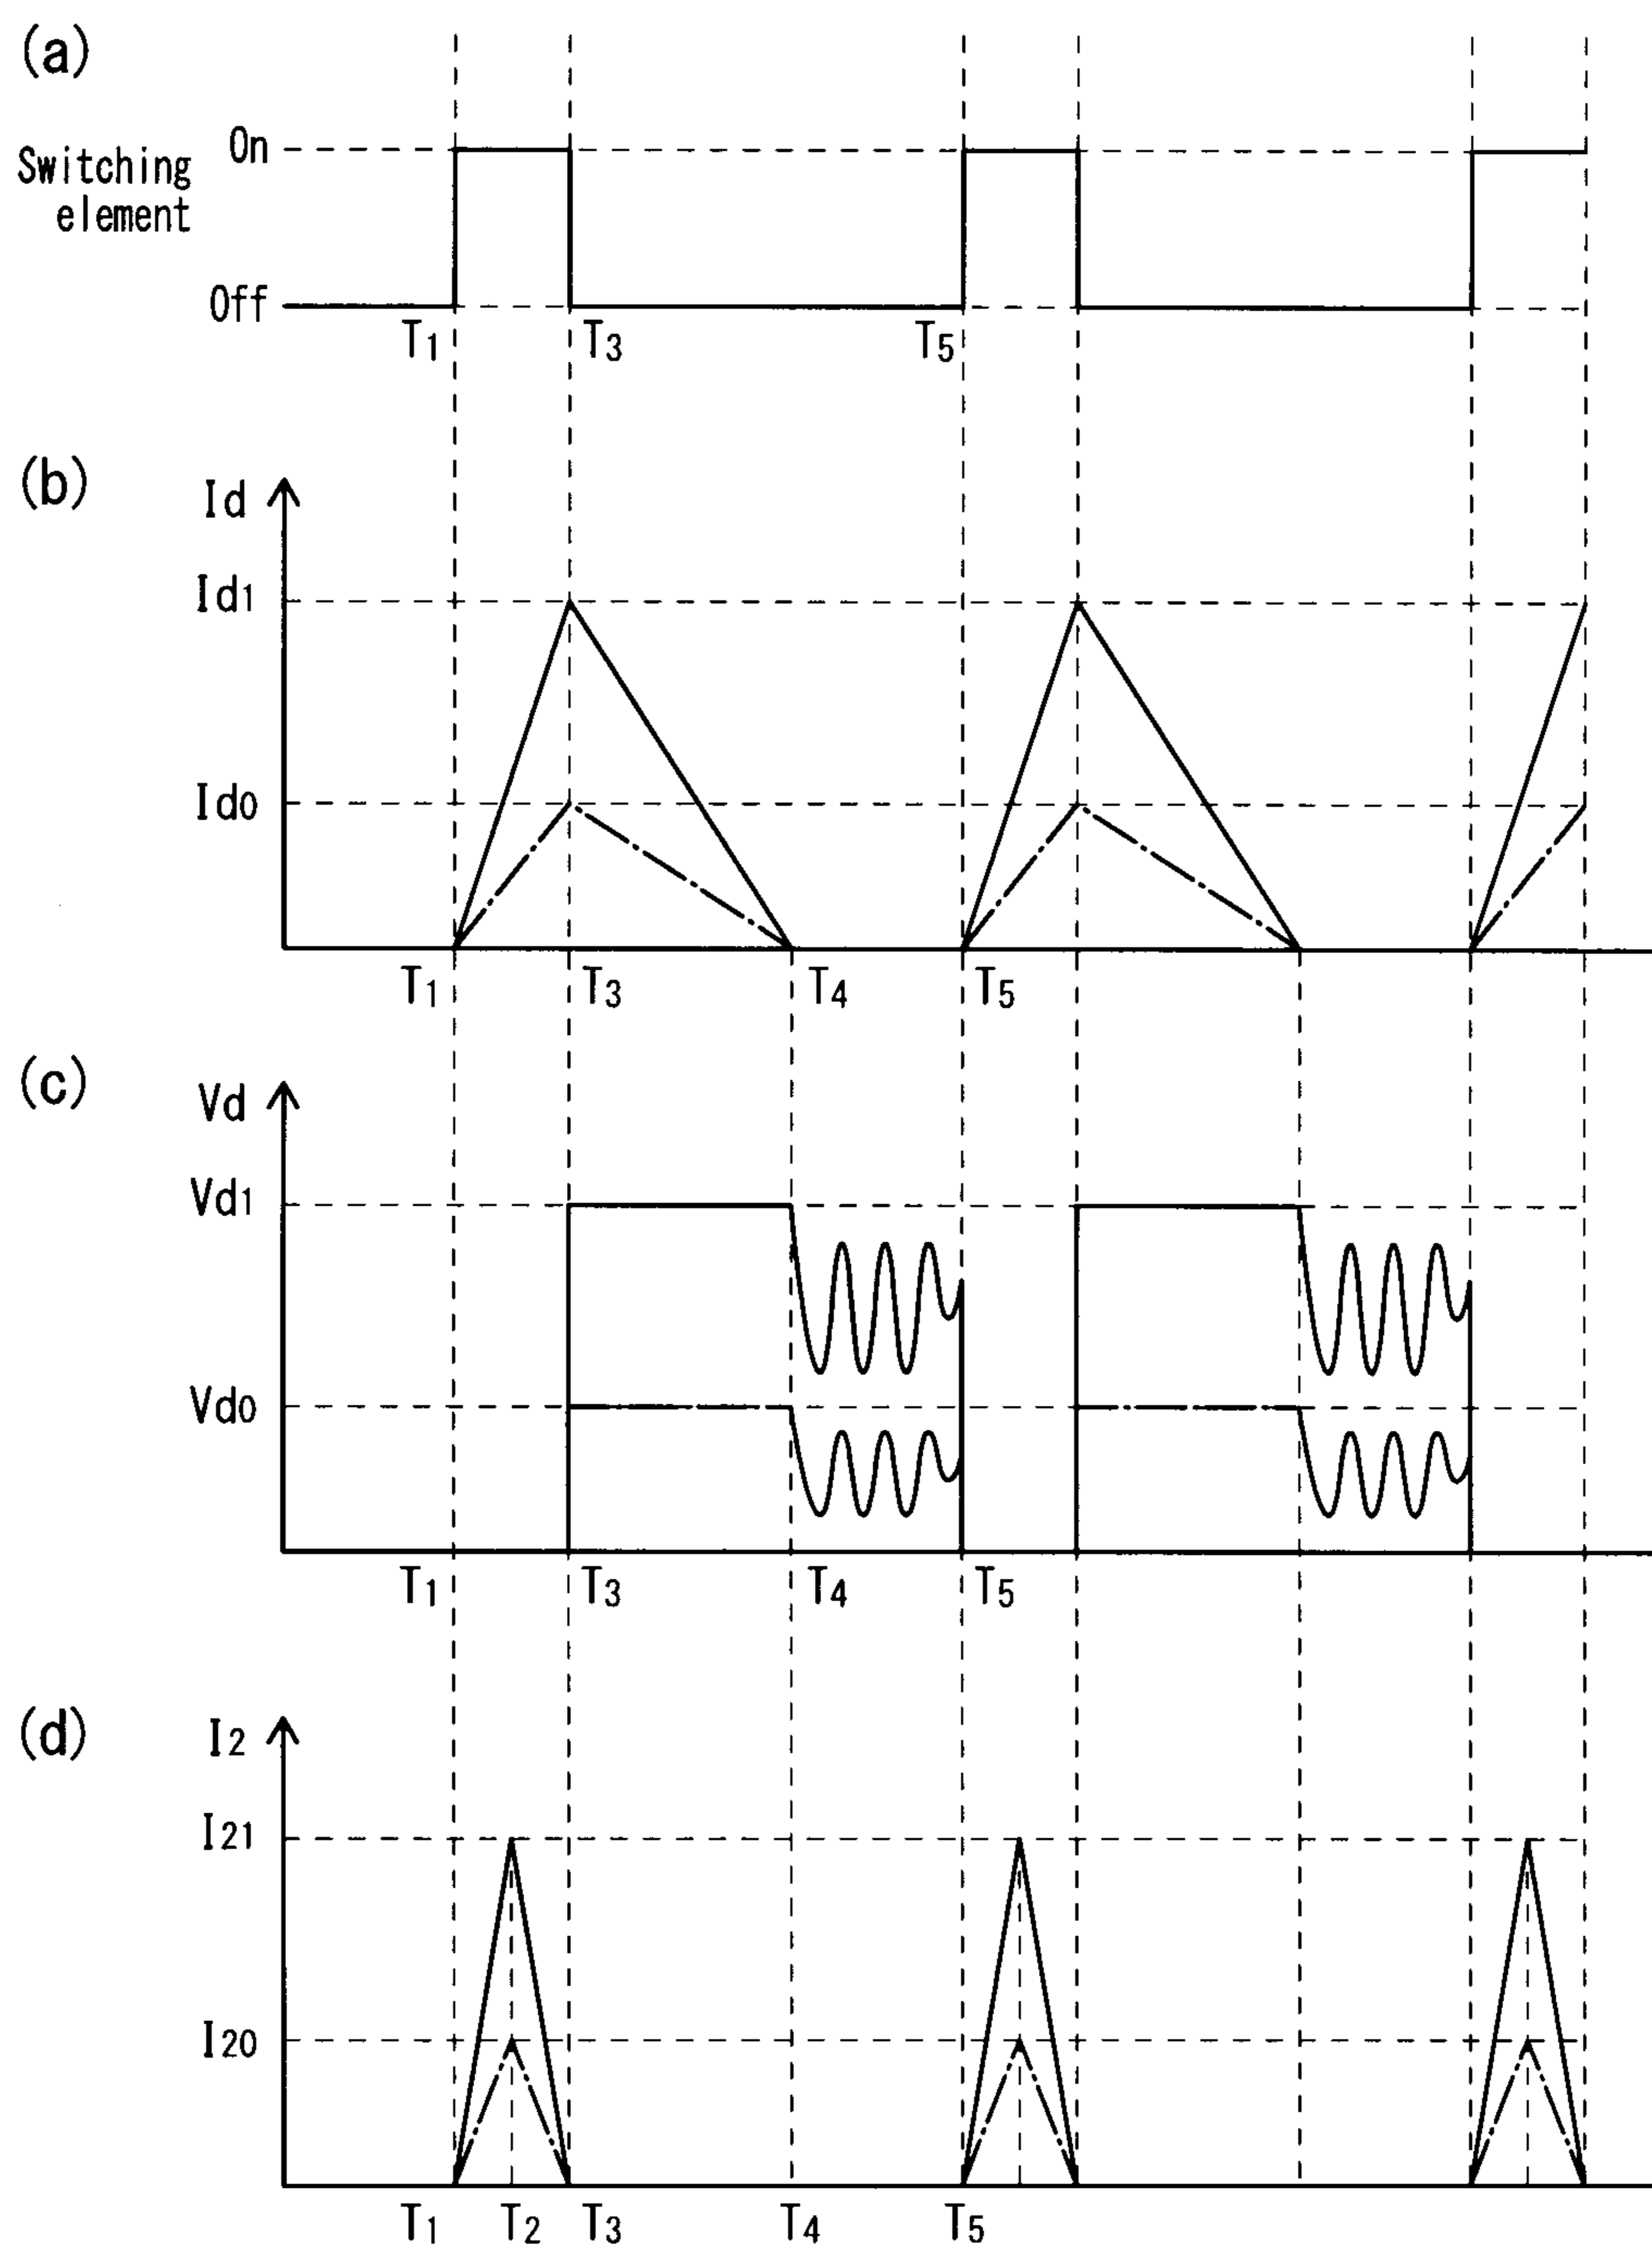 (a)
On
Switching
element
Off
T1 T3 T5
(b)
Id
Id1
Id0
T1 T3 T4 T5
(c)
Vd
Vd1
Vd0
T1 T3 T4 T5
(d)
I2
I21
I20
T1 T2 T3 T4 T5